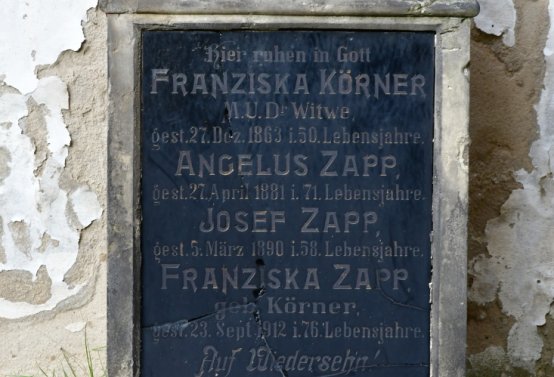 Hier ruhen in Gott
FRANZISKA KÖRNER
M.U.Dr Witwe,
gest. 27. Dez. 1863 i. 50. Lebensjahre.
ANGELUS ZAPP,
gest. 27. April 1881 i. 71. Lebensjahre.
JOSEF ZAPP,
gest. 5. März 1890 i. 58. Lebensjahre.
FRANZISKA ZAPP
geb. Körner,
gest. 23. Sept. 1912 i. 76. Lebensjahre.
Auf Wiedersehn!